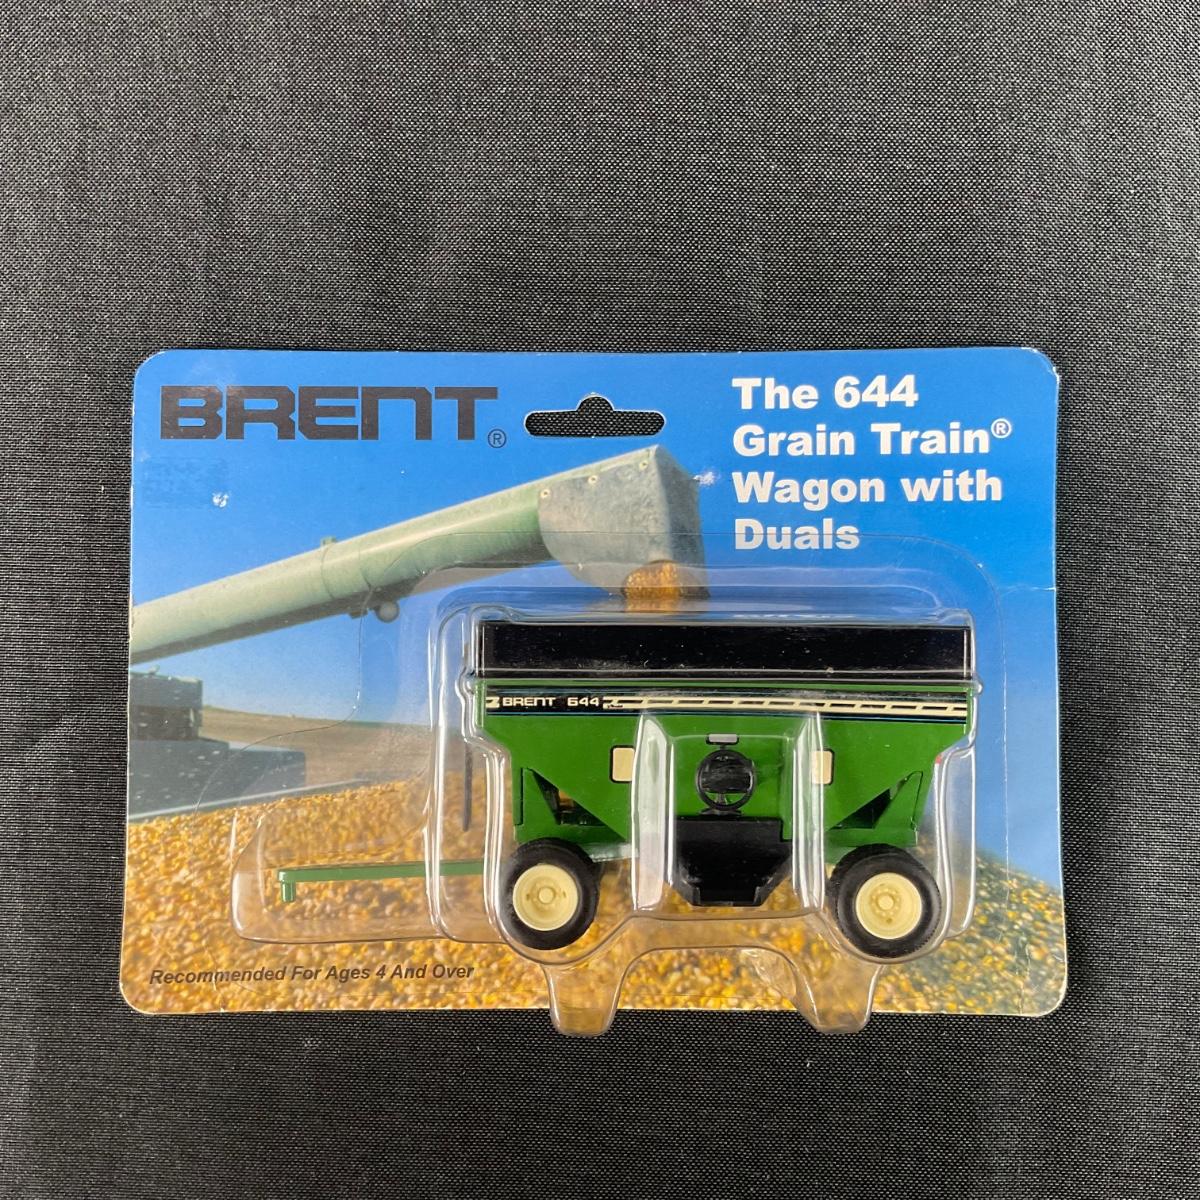 BRENT®
The 644
Grain Train®
Wagon with
Duals
BRENT 644
Recommended For Ages 4 And Over